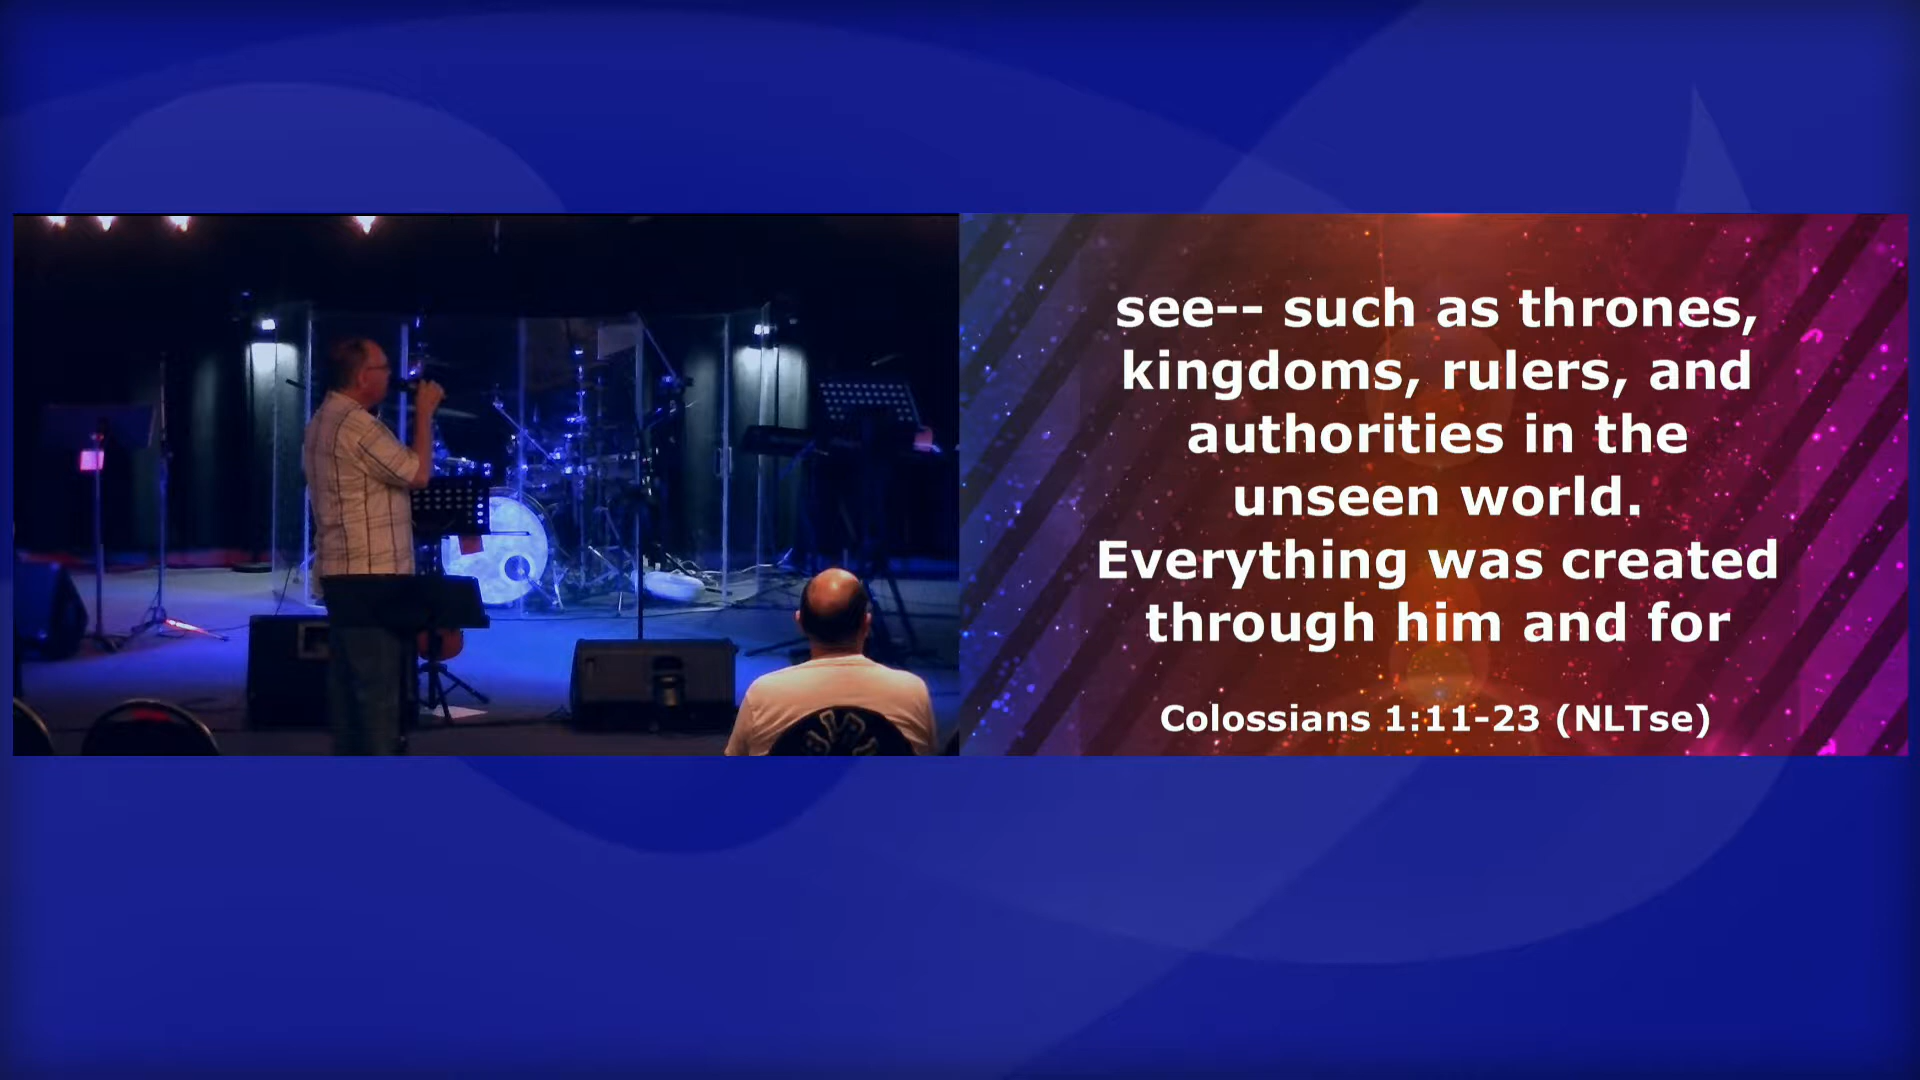 see-- such as thrones,
kingdoms, rulers, and
authorities in the
unseen world.
Everything was created
through him and for
Colossians 1:11-23 (NLTse)